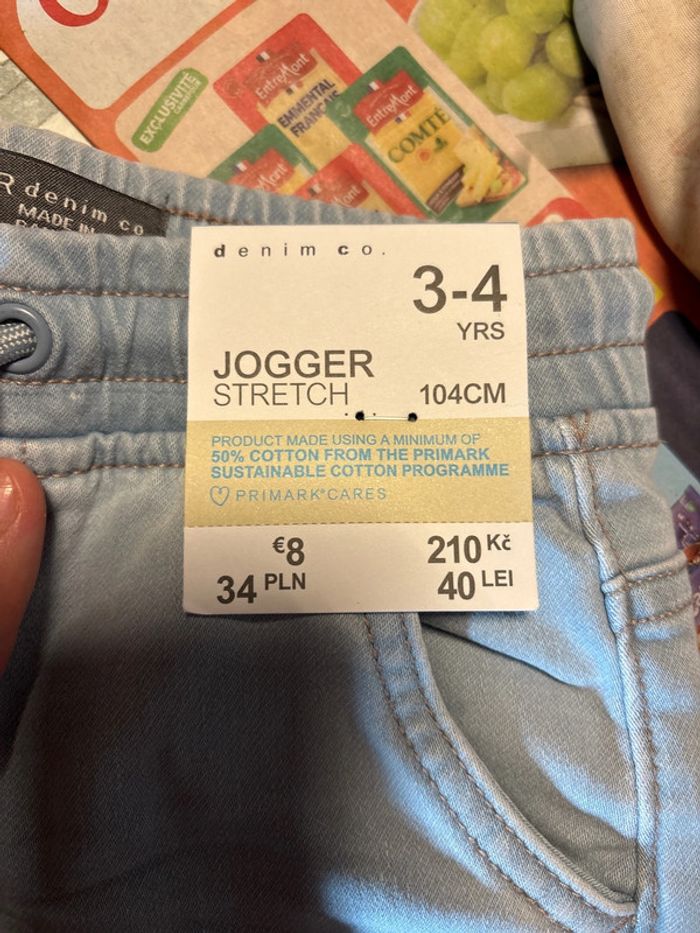 EXCLUSIVITÉ
EntreMont
EMMENTAL
FRANÇAIS
EntreMont
COMTÉ
R denim co
MADE IN
denim co.
3-4
YRS
JOGGER
STRETCH
104CM
PRODUCT MADE USING A MINIMUM OF
50% COTTON FROM THE PRIMARK
SUSTAINABLE COTTON PROGRAMME
PRIMARK®CARES
€8
210 Kč
34 PLN
40 LEI